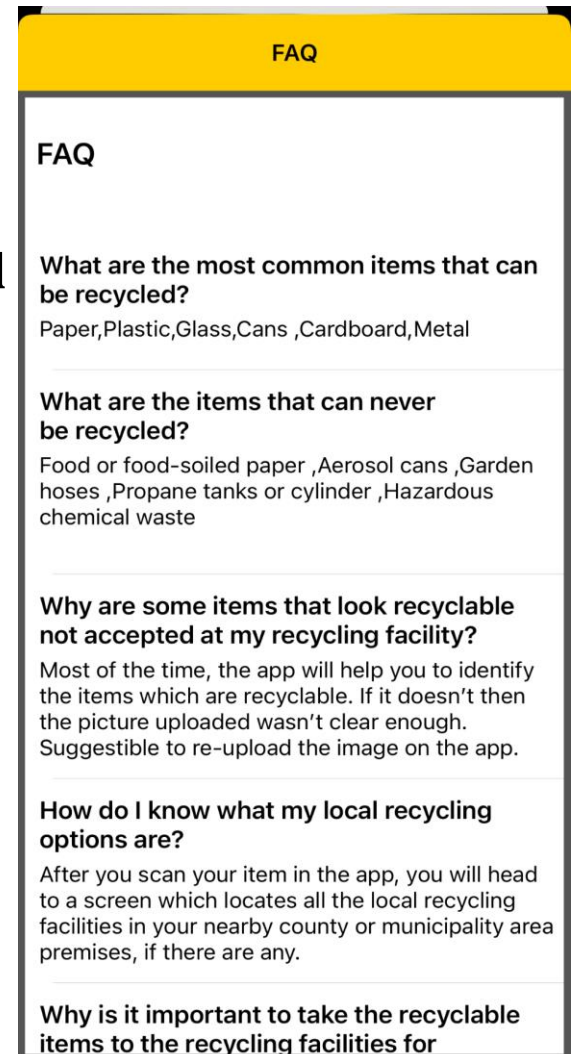 FAQ
FAQ
What are the most common items that can
be recycled?
Paper,Plastic,Glass,Cans ,Cardboard,Metal
What are the items that can never
be recycled?
Food or food-soiled paper ,Aerosol cans ,Garden
hoses ,Propane tanks or cylinder ,Hazardous
chemical waste
Why are some items that look recyclable
not accepted at my recycling facility?
Most of the time, the app will help you to identify
the items which are recyclable. If it doesn’t then
the picture uploaded wasn’t clear enough.
Suggestible to re-upload the image on the app.
How do I know what my local recycling
options are?
After you scan your item in the app, you will head
to a screen which locates all the local recycling
facilities in your nearby county or municipality area
premises, if there are any.
Why is it important to take the recyclable
items to the recycling facilities for